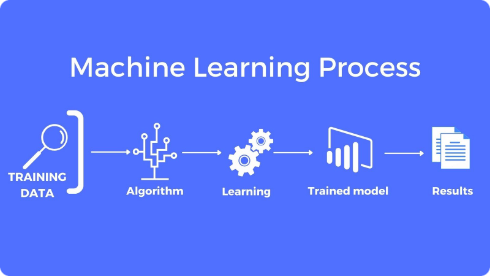 Machine Learning Process
TRAINING
DATA
Algorithm
Learning
Trained model
Results